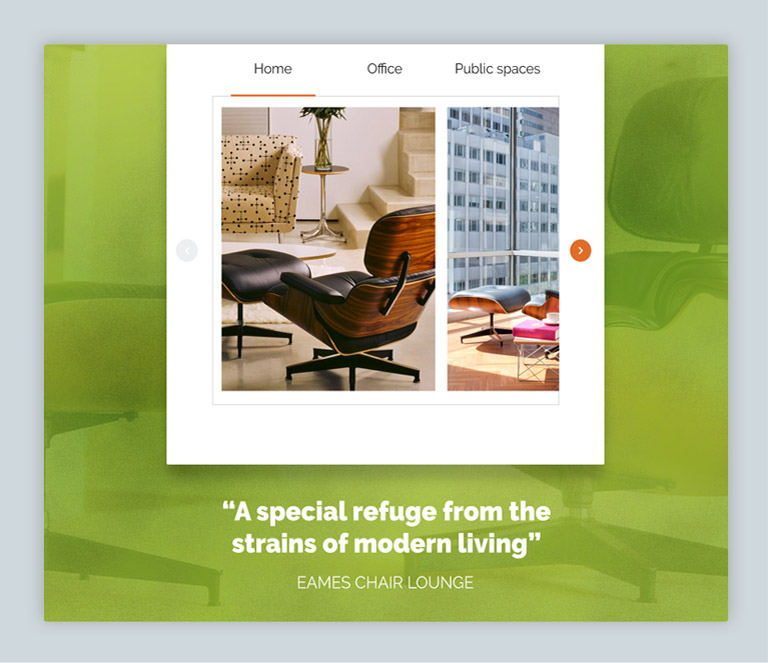 Home Office Public spaces
“A special refuge from the
strains of modern living”
EAMES CHAIR LOUNGE